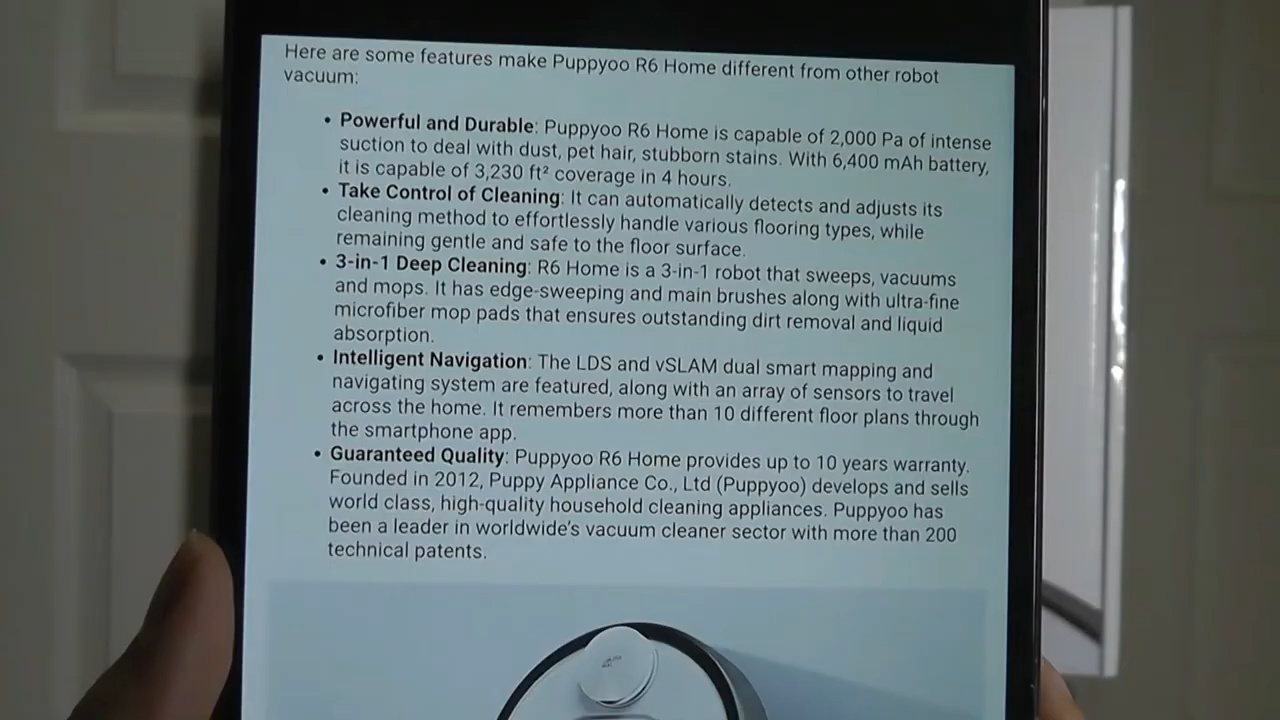 Here are some features make Puppyoo R6 Home different from other robot
vacuum:
• Powerful and Durable: Puppyoo R6 Home is capable of 2,000 Pa of intense
suction to deal with dust, pet hair, stubborn stains. With 6,400 mAh battery,
it is capable of 3,230 ft² coverage in 4 hours.
• Take Control of Cleaning: It can automatically detects and adjusts its
cleaning method to effortlessly handle various flooring types, while
remaining gentle and safe to the floor surface.
• 3-in-1 Deep Cleaning: R6 Home is a 3-in-1 robot that sweeps, vacuums
and mops. It has edge-sweeping and main brushes along with ultra-fine
microfiber mop pads that ensures outstanding dirt removal and liquid
absorption.
• Intelligent Navigation: The LDS and vSLAM dual smart mapping and
navigating system are featured, along with an array of sensors to travel
across the home. It remembers more than 10 different floor plans through
the smartphone app.
• Guaranteed Quality: Puppyoo R6 Home provides up to 10 years warranty.
Founded in 2012, Puppy Appliance Co., Ltd (Puppyoo) develops and sells
world class, high-quality household cleaning appliances. Puppyoo has
been a leader in worldwide's vacuum cleaner sector with more than 200
technical patents.